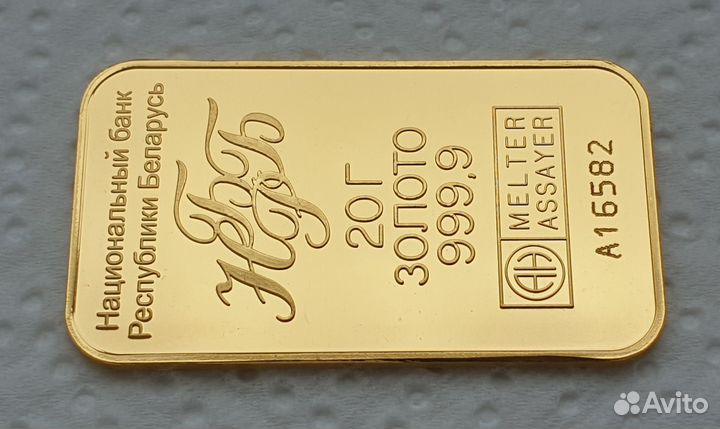 Национальный банк
Республики Беларусь
НБРБ
20 Г
ЗОЛОТО
999,9
MELTER
ASSAYER
A16582
Avito